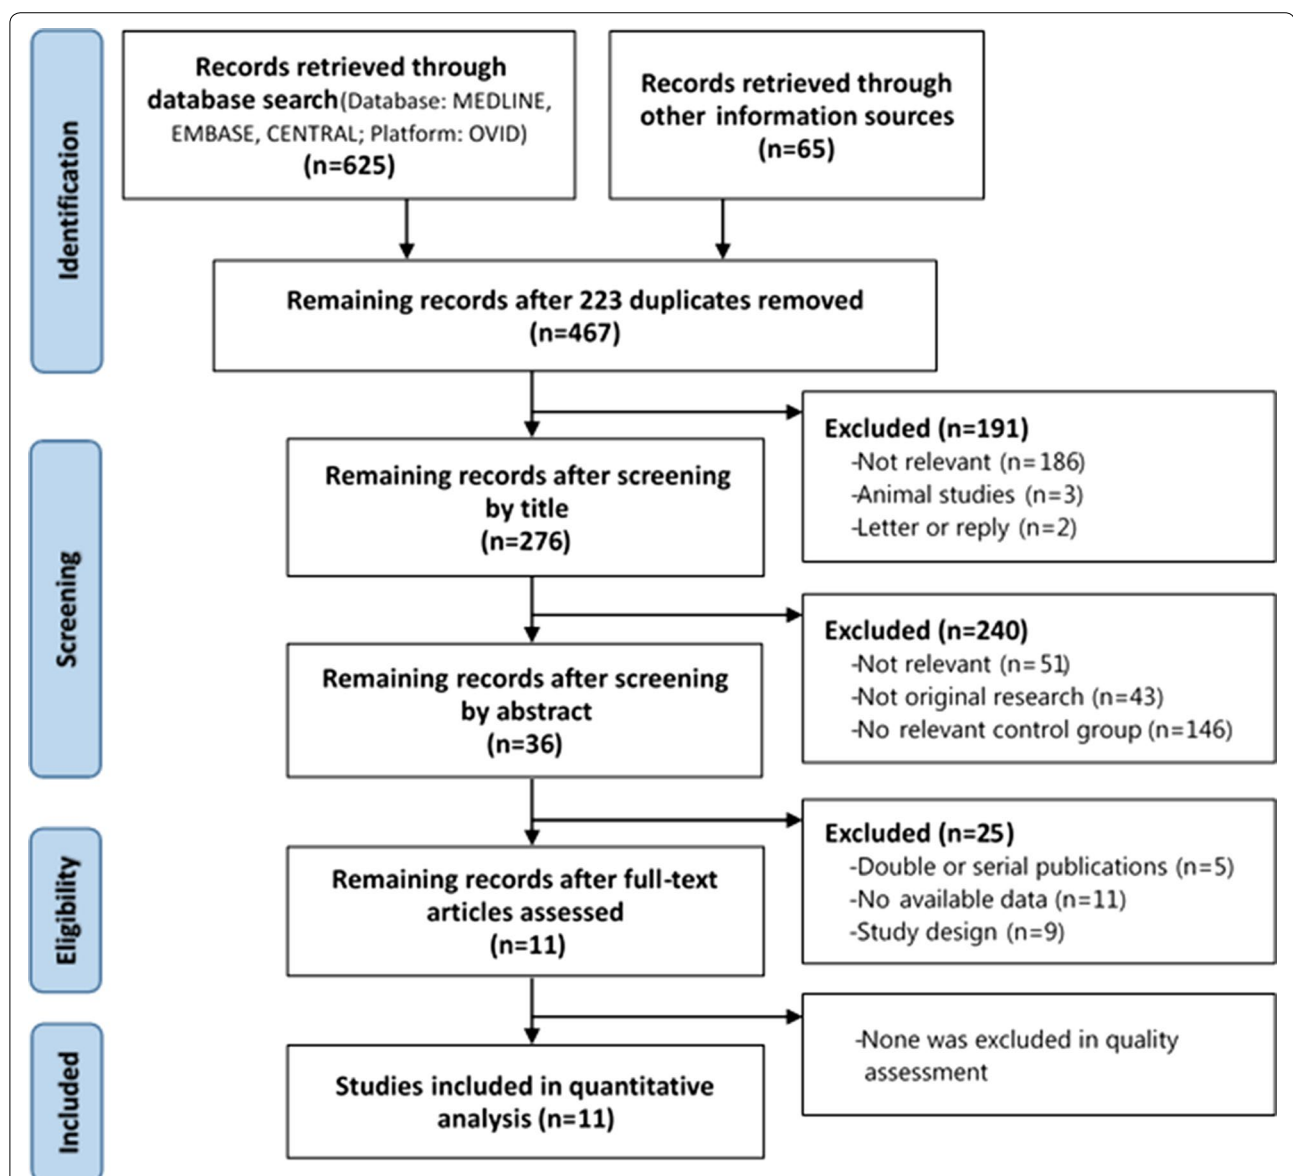 Identification
Records retrieved through
database search(Database: MEDLINE,
EMBASE, CENTRAL; Platform: OVID)
(n=625)
Records retrieved through
other information sources
(n=65)
Remaining records after 223 duplicates removed
(n=467)
Screening
Excluded (n=191)
-Not relevant (n=186)
-Animal studies (n=3)
-Letter or reply (n=2)
Remaining records after screening
by title
(n=276)
Excluded (n=240)
-Not relevant (n=51)
-Not original research (n=43)
-No relevant control group (n=146)
Remaining records after screening
by abstract
(n=36)
Eligibility
Excluded (n=25)
-Double or serial publications (n=5)
-No available data (n=11)
-Study design (n=9)
Remaining records after full-text
articles assessed
(n=11)
Included
-None was excluded in quality
assessment
Studies included in quantitative
analysis (n=11)